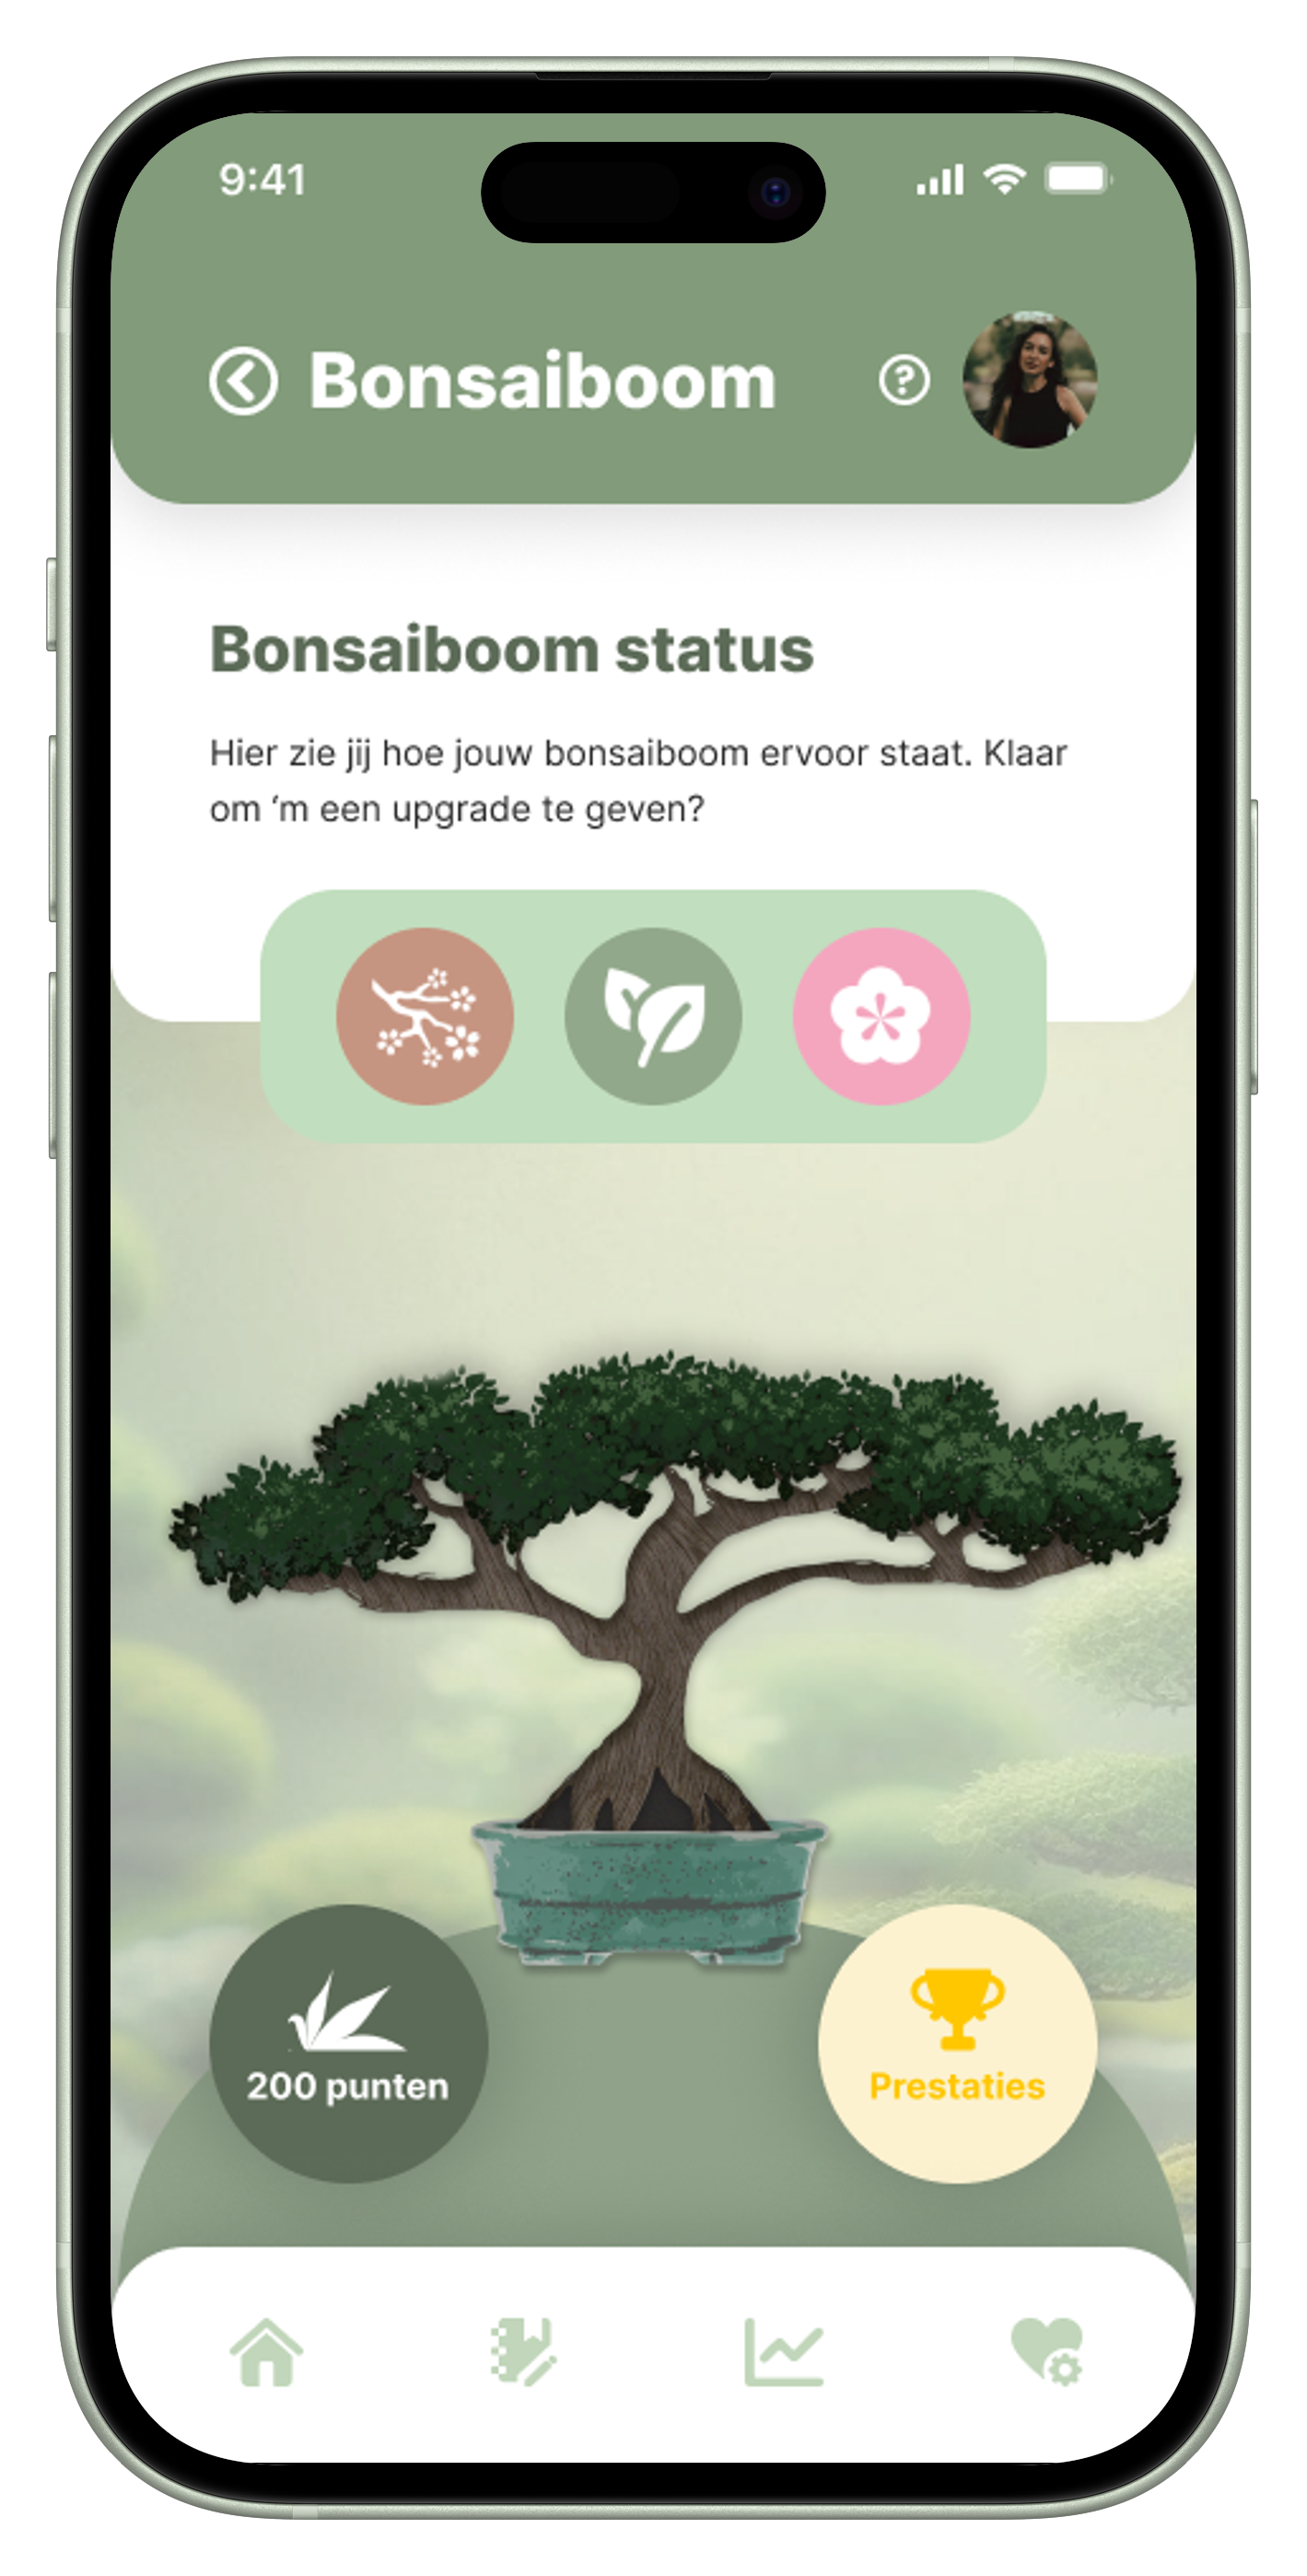 9:41
Bonsaiboom
Bonsaiboom status
Hier zie jij hoe jouw bonsaiboom ervoor staat. Klaar
om ‘m een upgrade te geven?
200 punten
Prestaties